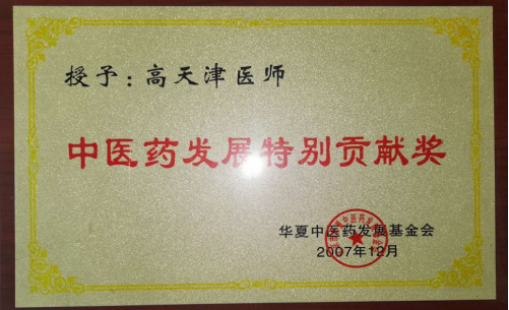 授予：高天津医师
中医药发展特别贡献奖
华夏中医药发展基金会
2007年12月